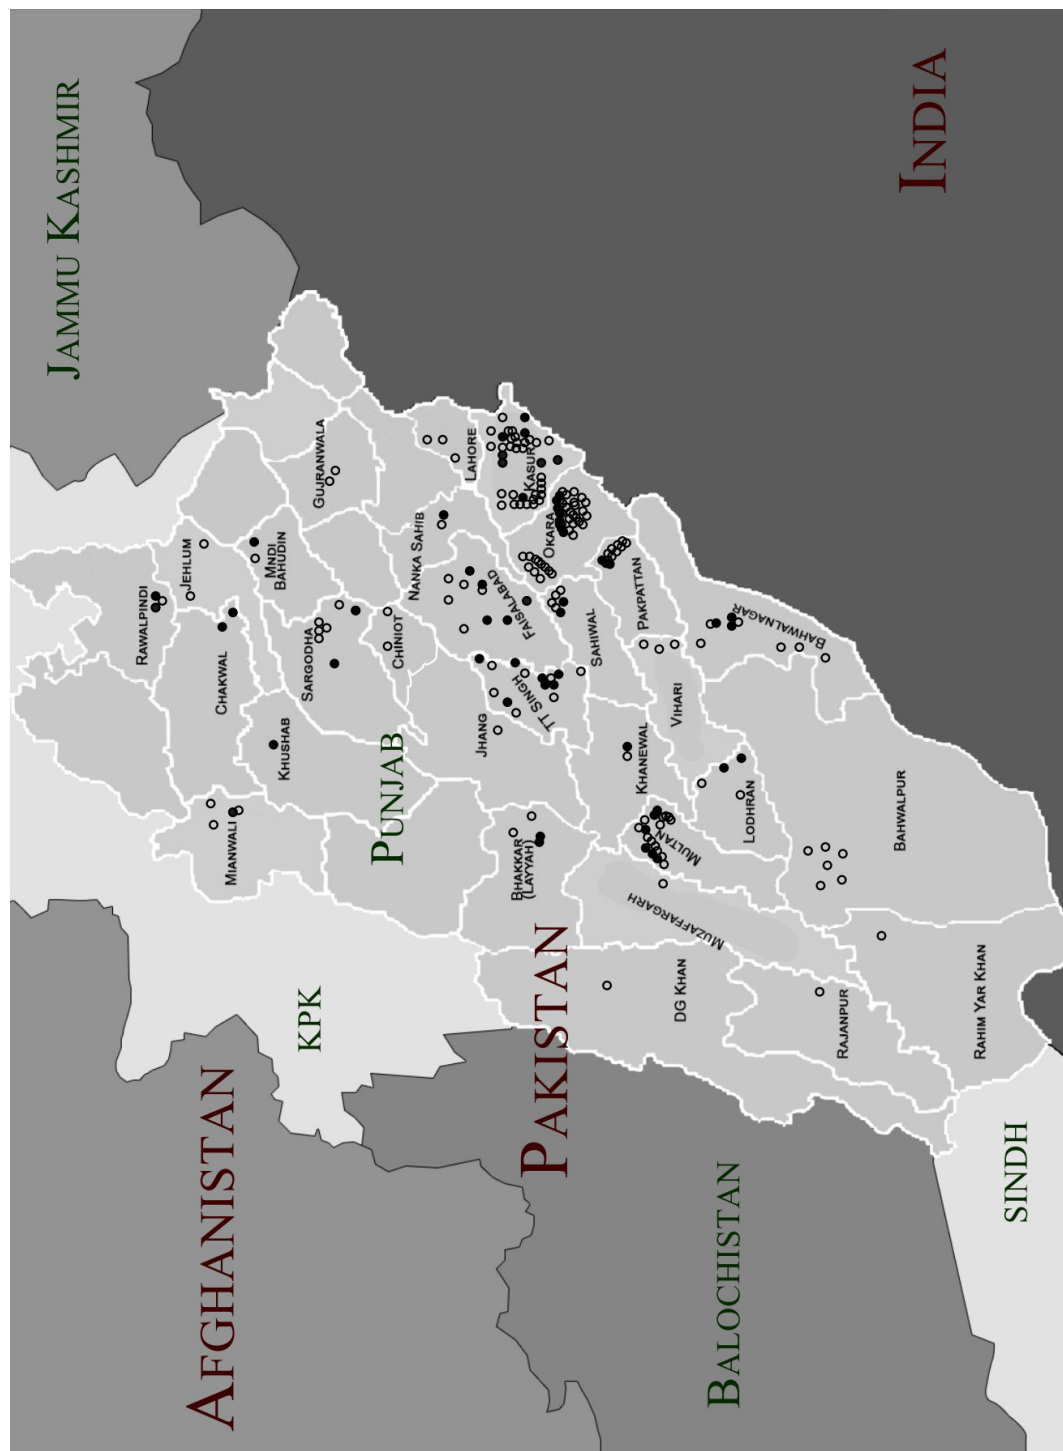 JAMMU KASHMIR
INDIA
RAWALPINDI
JEHLUM
MNDI
BAHUDIN
GUJRANWALA
LAHORE
KASUR
NANKA SAHIB
OKARA
CHAKWAL
SARGODHA
CHINIOT
FAISALABAD
PAKPATTAN
SAHIWAL
BAHWALNAGAR
KHUSHAB
PUNJAB
JHANG
TT SINGH
VIHARI
KHANEWAL
MIANWALI
BHAKKAR
(LAYYAH)
MULTAN
LODHRAN
BAHWALPUR
MUZAFFARGARH
KPK
PAKISTAN
DG KHAN
RAJANPUR
RAHIM YAR KHAN
AFGHANISTAN
BALOCHISTAN
SINDH